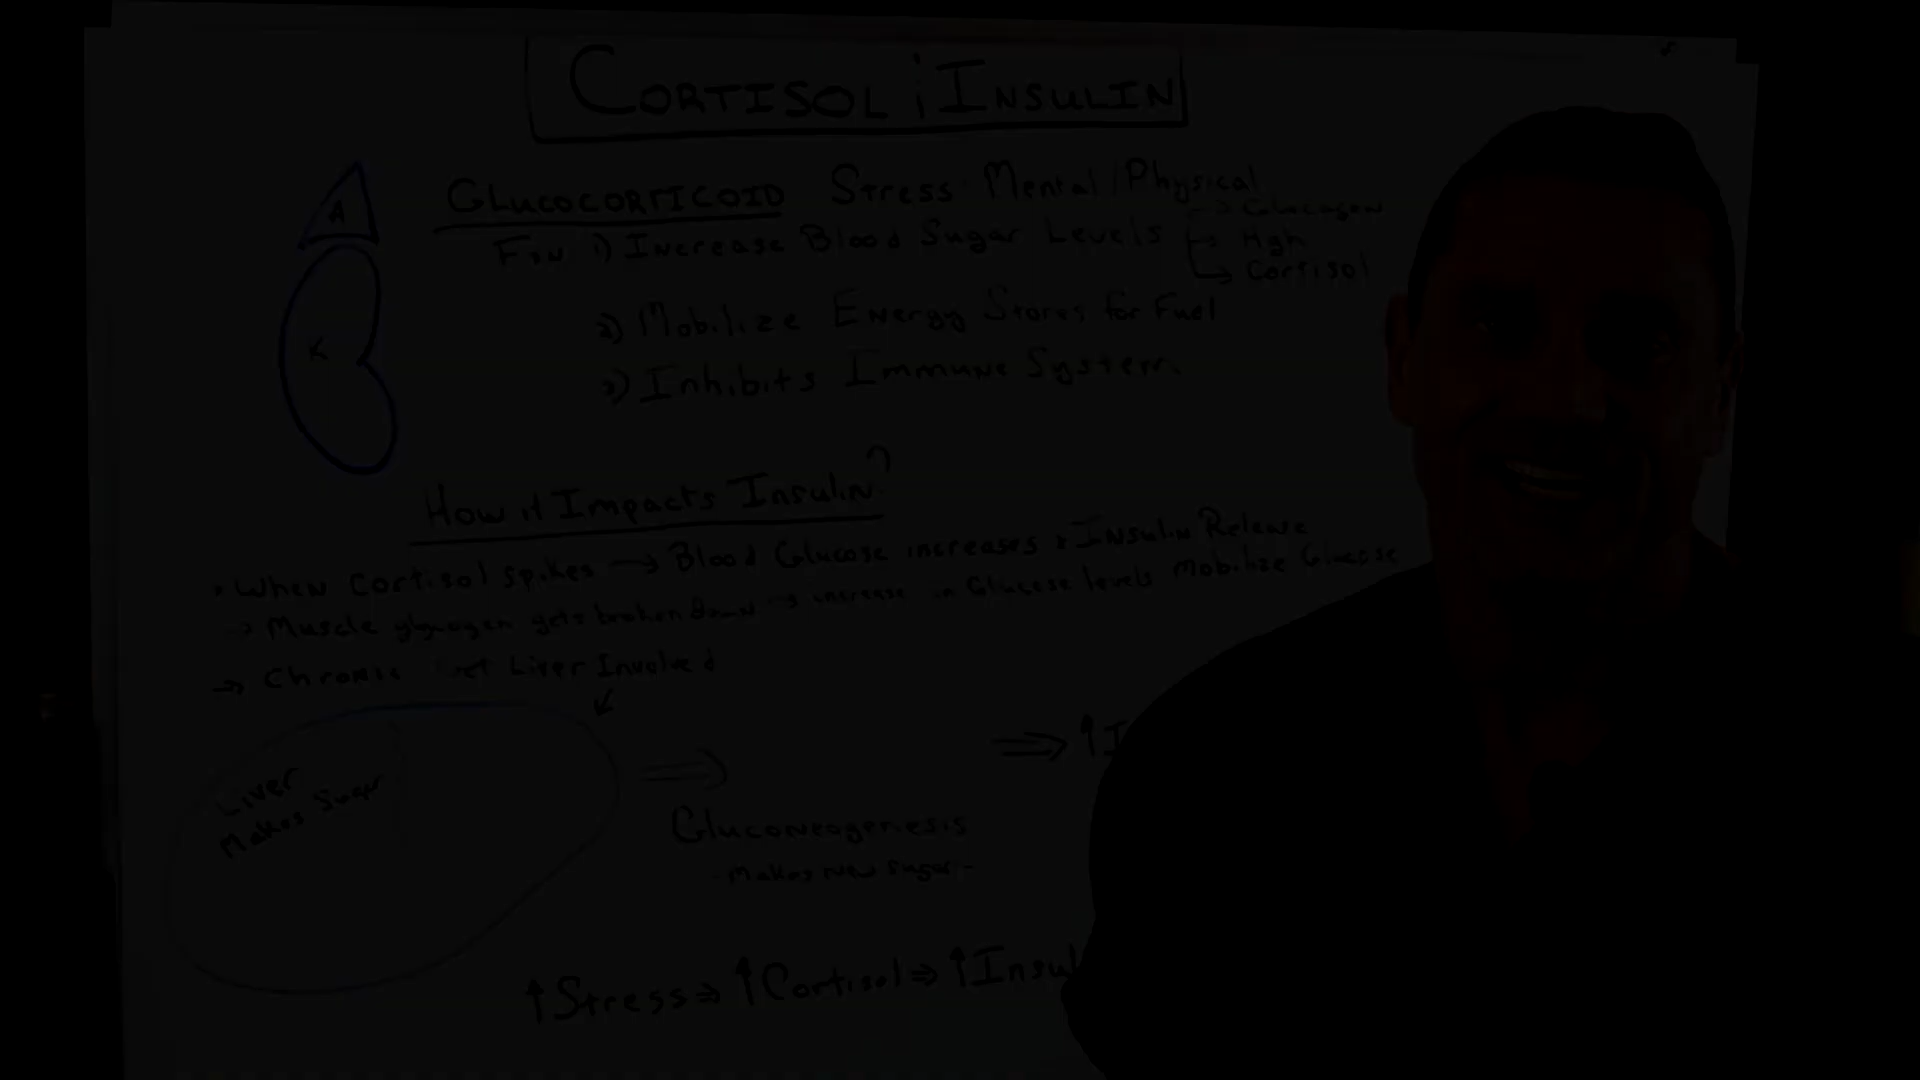 CORTISOL ; INSULIN
A
GLUCOCORTICOID Stress Mental/Physical
FXN 1) Increase Blood Sugar Levels → Glucagon
→ Hgh
→ Cortisol
2) Mobilize Energy Stores for Fuel
3) Inhibits Immune System.
K
How it Impacts Insulin?
* When Cortisol spikes → Blood Glucose increases & Insulin Release
→ Muscle glycogen gets broken down → increase in Glucose levels Mobilize Glucose
→ Chronic Get Liver Involved
Liver
Makes Sugar
⇒
⇒ ↑ I
Gluconeogenesis
- Makes new sugar -
↑Stress ⇒ ↑Cortisol ⇒ ↑Insul